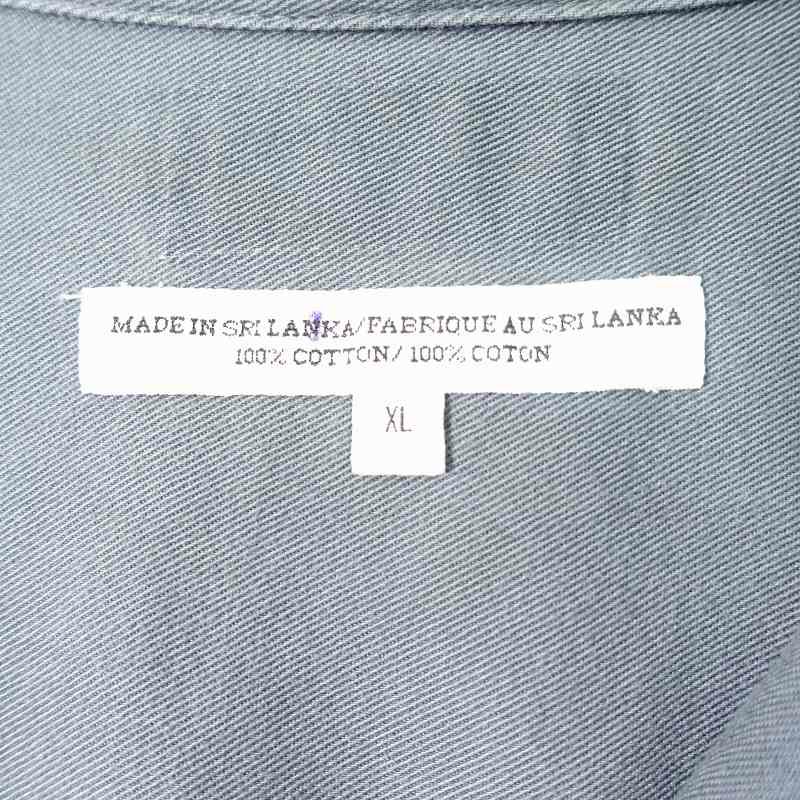 MADE IN SRI LANKA/FABRIQUE AU SRI LANKA
100% COTTON/ 100% COTON
XL